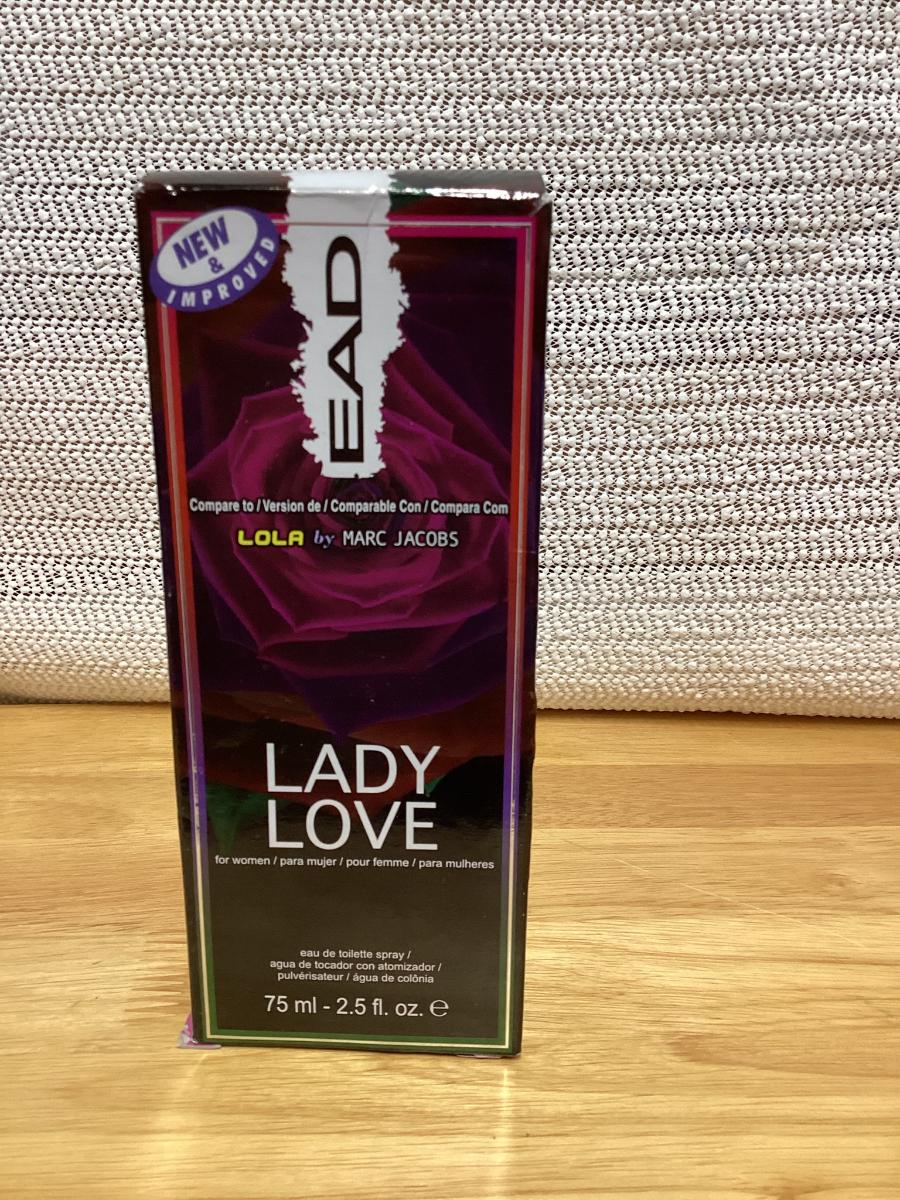 NEW
&
IMPROVED
EAD
Compare to / Version de / Comparable Con / Compara Com
LOLA by MARC JACOBS
LADY
LOVE
for women / para mujer / pour femme / para mulheres
eau de toilette spray /
agua de tocador con atomizador /
pulvérisateur / água de colônia
75 ml - 2.5 fl. oz. ℮